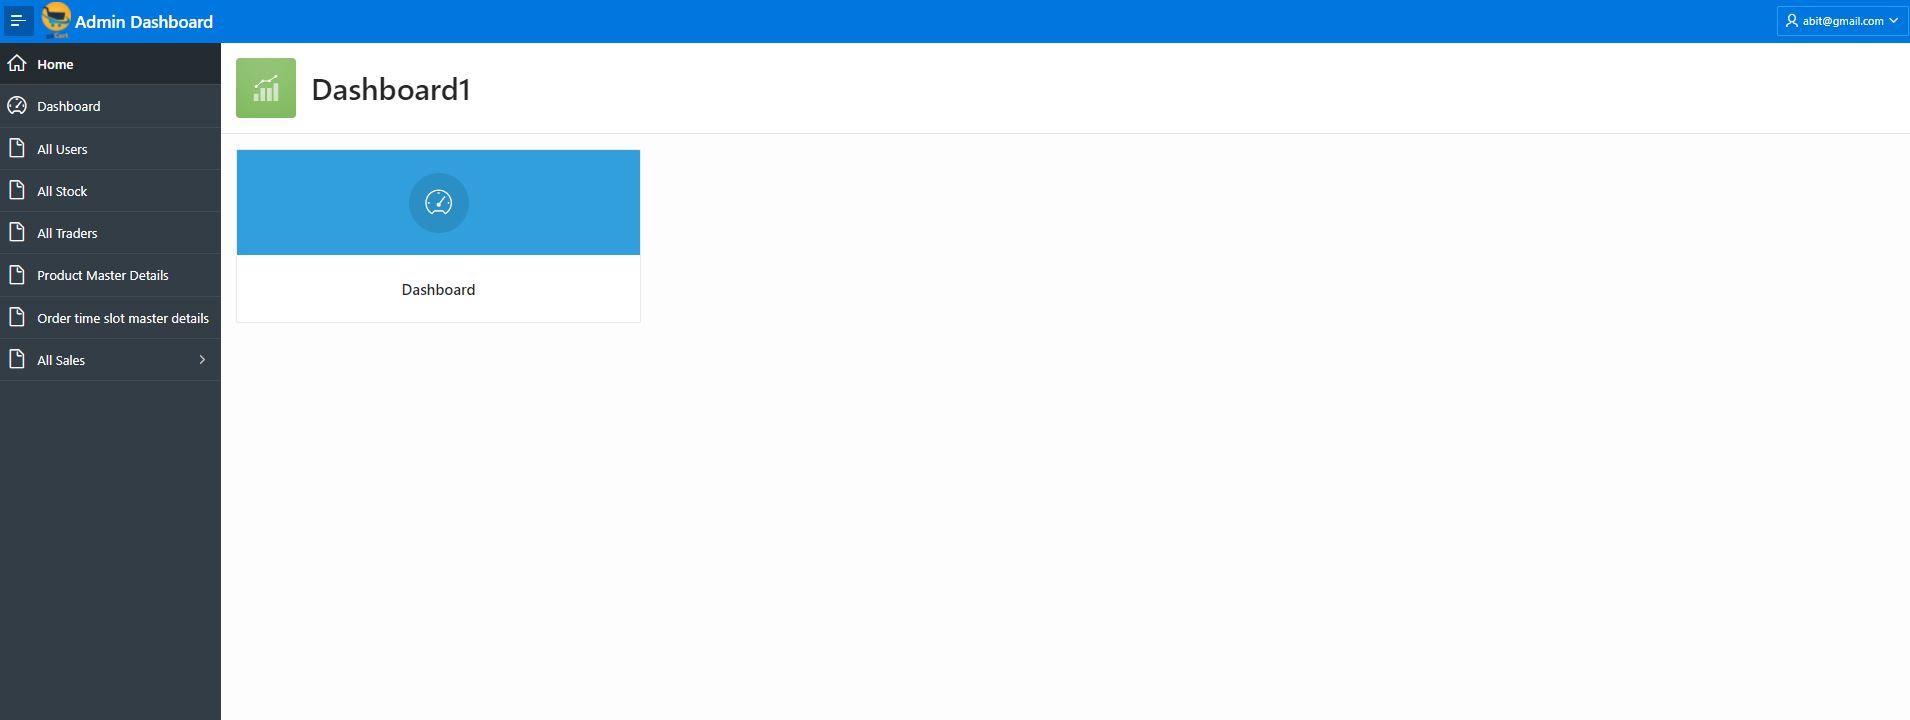 Admin Dashboard
abit@gmail.com
Home
Dashboard
All Users
All Stock
All Traders
Product Master Details
Order time slot master details
All Sales
Dashboard1
Dashboard